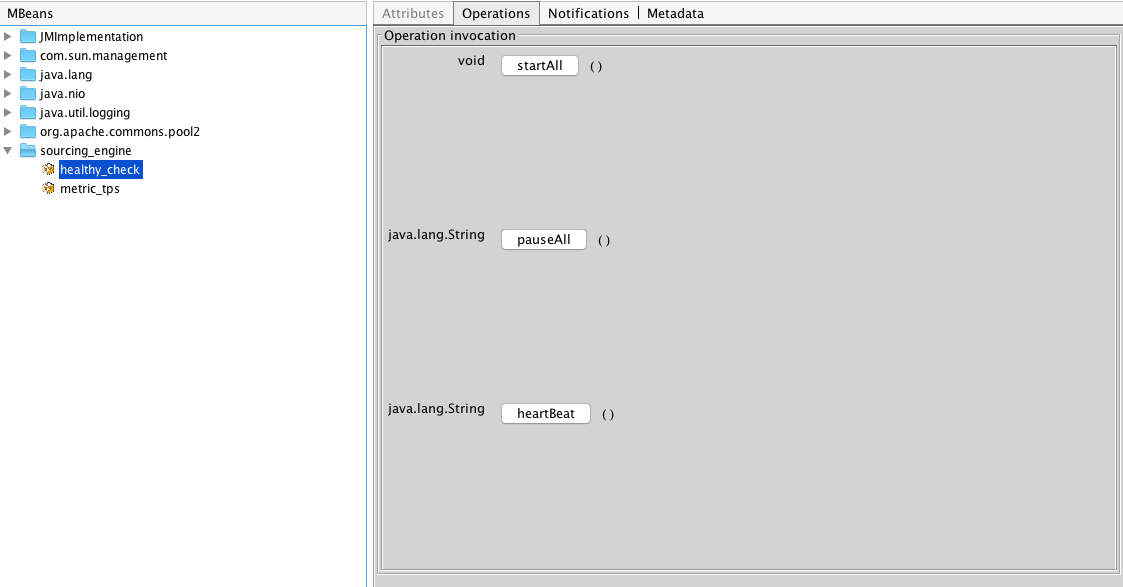 MBeans
JMImplementation
com.sun.management
java.lang
java.nio
java.util.logging
org.apache.commons.pool2
sourcing_engine
healthy_check
metric_tps
Attributes Operations Notifications Metadata
Operation invocation
void startAll ( )
java.lang.String pauseAll ( )
java.lang.String heartBeat ( )